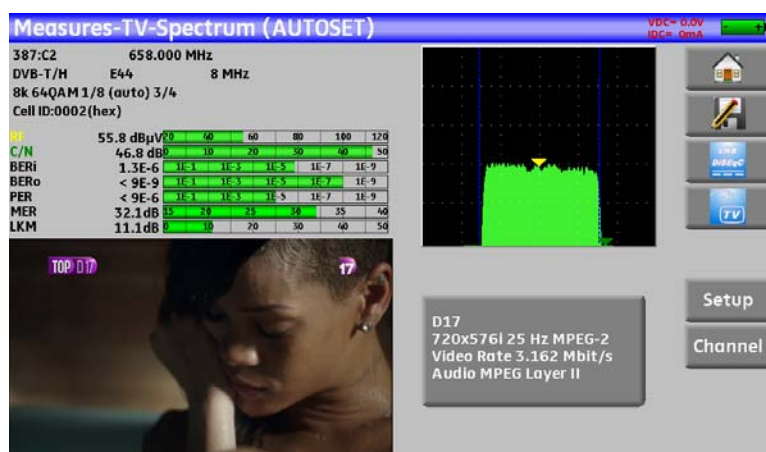 Measures-TV-Spectrum (AUTOSET)
VDC= 0.0V
IDC= 0mA
387:C2 658.000 MHz
DVB-T/H E44 8 MHz
8k 64QAM 1/8 (auto) 3/4
Cell ID:0002(hex)
RF 55.8 dBµV 20 40 60 80 100 120
C/N 46.8 dB 0 10 20 30 40 50
BERi 1.3E-6 1E-1 1E-3 1E-5 1E-7 1E-9
BERo < 9E-9 1E-1 1E-3 1E-5 1E-7 1E-9
PER < 9E-6 1E-1 1E-3 1E-5 1E-7 1E-9
MER 32.1dB 15 20 25 30 35 40
LKM 11.1dB 0 10 20 30 40 50
TOP D17
17
D17
720x576i 25 Hz MPEG-2
Video Rate 3.162 Mbit/s
Audio MPEG Layer II
LNB
DiSEqC
TV
Setup
Channel